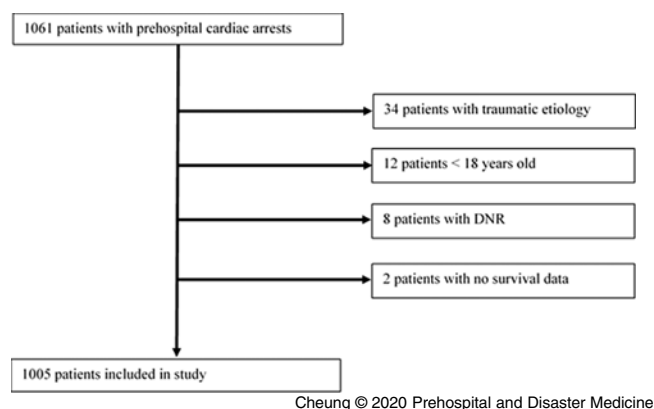 1061 patients with prehospital cardiac arrests
34 patients with traumatic etiology
12 patients < 18 years old
8 patients with DNR
2 patients with no survival data
1005 patients included in study
Cheung © 2020 Prehospital and Disaster Medicine